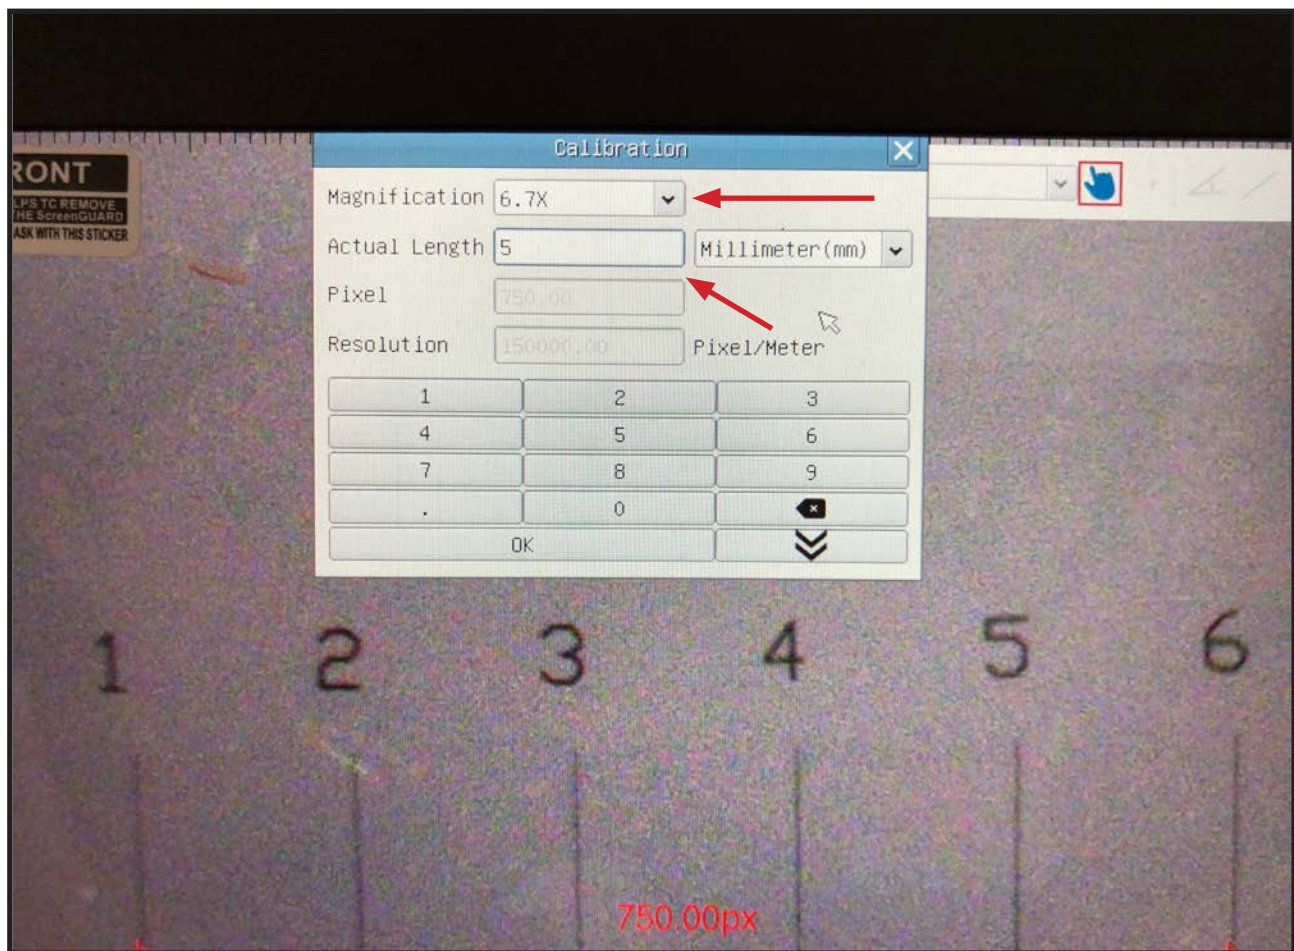 RONT
LPS TC REMOVE
HE ScreenGUARD
ASK WITH THIS STICKER
Calibration
Magnification 6.7X
Actual Length 5 Millimeter(mm)
Pixel 750.00
Resolution 150000.00 Pixel/Meter
1 2 3
4 5 6
7 8 9
. 0
OK
1 2 3 4 5 6
750.00px